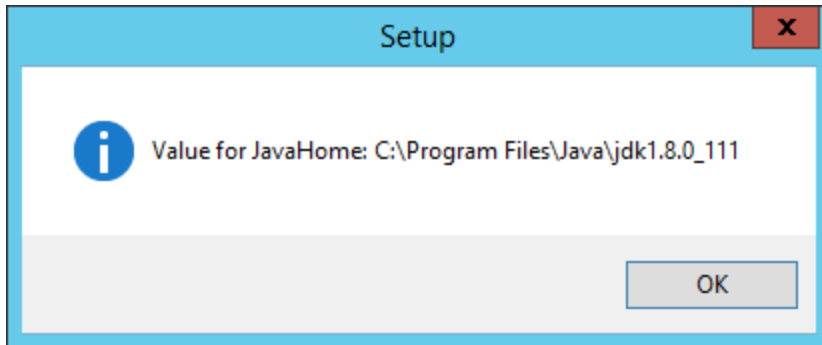 Setup
x
Value for JavaHome: C:\Program Files\Java\jdk1.8.0_111
OK